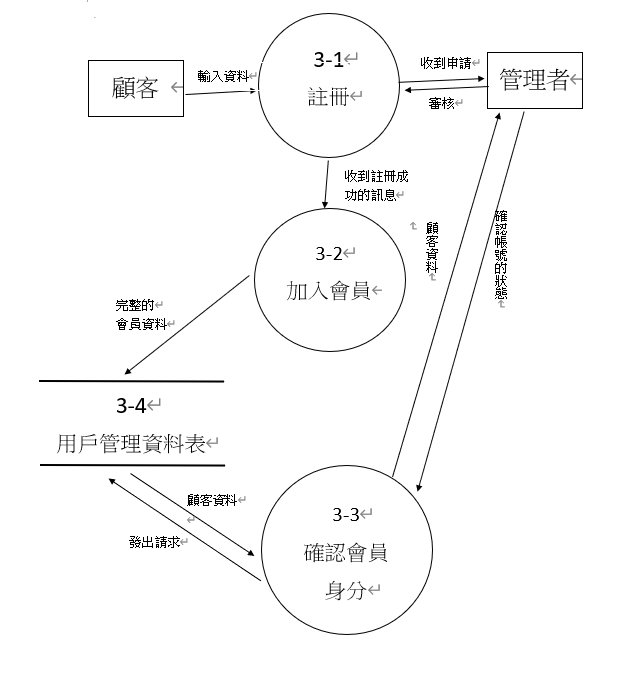 顧客
輸入資料
3-1
註冊
收到申請
審核
管理者
收到註冊成
功的訊息
3-2
加入會員
顧客資料
確認帳號的狀態
完整的
會員資料
3-4
用戶管理資料表
顧客資料
發出請求
3-3
確認會員
身分